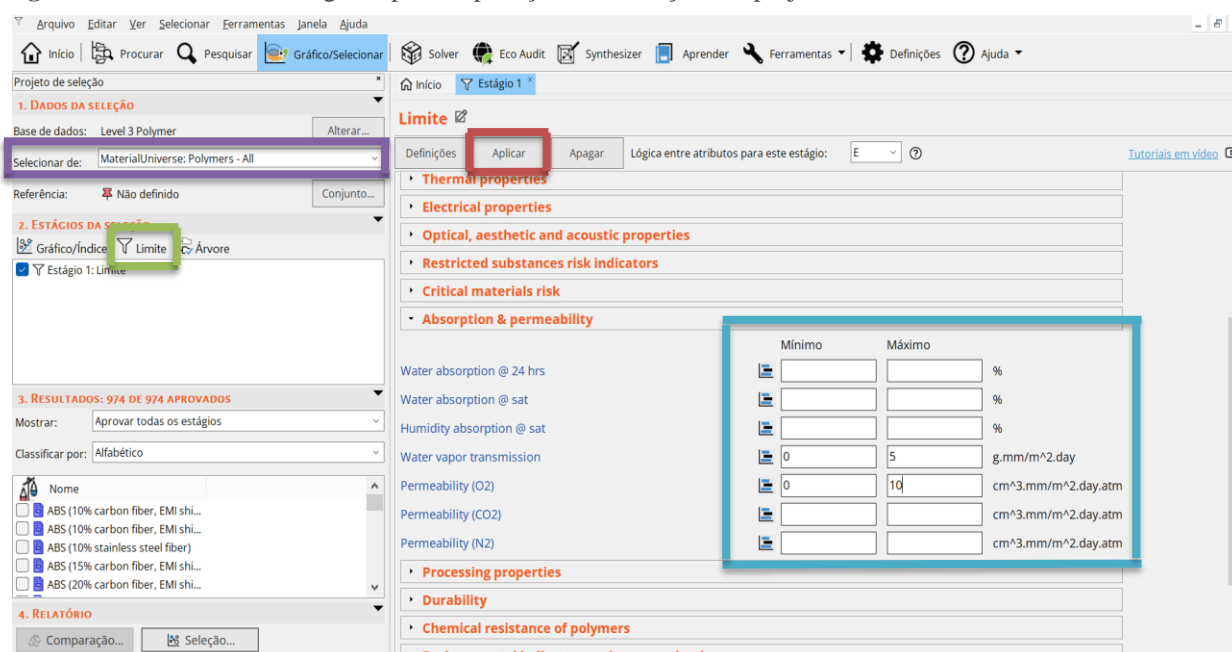 Arquivo Editar Ver Selecionar Ferramentas Janela Ajuda
Início Procurar Pesquisar Gráfico/Selecionar Solver Eco Audit Synthesizer Aprender Ferramentas Definições Ajuda
Projeto de seleção
1. DADOS DA SELEÇÃO
Base de dados: Level 3 Polymer Alterar...
Selecionar de: MaterialUniverse: Polymers - All
Referência: Não definido Conjunto...
2. ESTÁGIOS DA SELEÇÃO
Gráfico/Índice Limite Árvore
Estágio 1: Limite
3. RESULTADOS: 974 DE 974 APROVADOS
Mostrar: Aprovar todas os estágios
Classificar por: Alfabético
Nome
ABS (10% carbon fiber, EMI shi...
ABS (10% carbon fiber, EMI shi...
ABS (10% stainless steel fiber)
ABS (15% carbon fiber, EMI shi...
ABS (20% carbon fiber, EMI shi...
4. RELATÓRIO
Comparação... Seleção...
Início Estágio 1
Limite
Definições Aplicar Apagar Lógica entre atributos para este estágio: E Tutoriais em vídeo
Thermal properties
Electrical properties
Optical, aesthetic and acoustic properties
Restricted substances risk indicators
Critical materials risk
Absorption & permeability
Mínimo Máximo
Water absorption @ 24 hrs %
Water absorption @ sat %
Humidity absorption @ sat %
Water vapor transmission 0 5 g.mm/m^2.day
Permeability (O2) 0 10 cm^3.mm/m^2.day.atm
Permeability (CO2) cm^3.mm/m^2.day.atm
Permeability (N2) cm^3.mm/m^2.day.atm
Processing properties
Durability
Chemical resistance of polymers